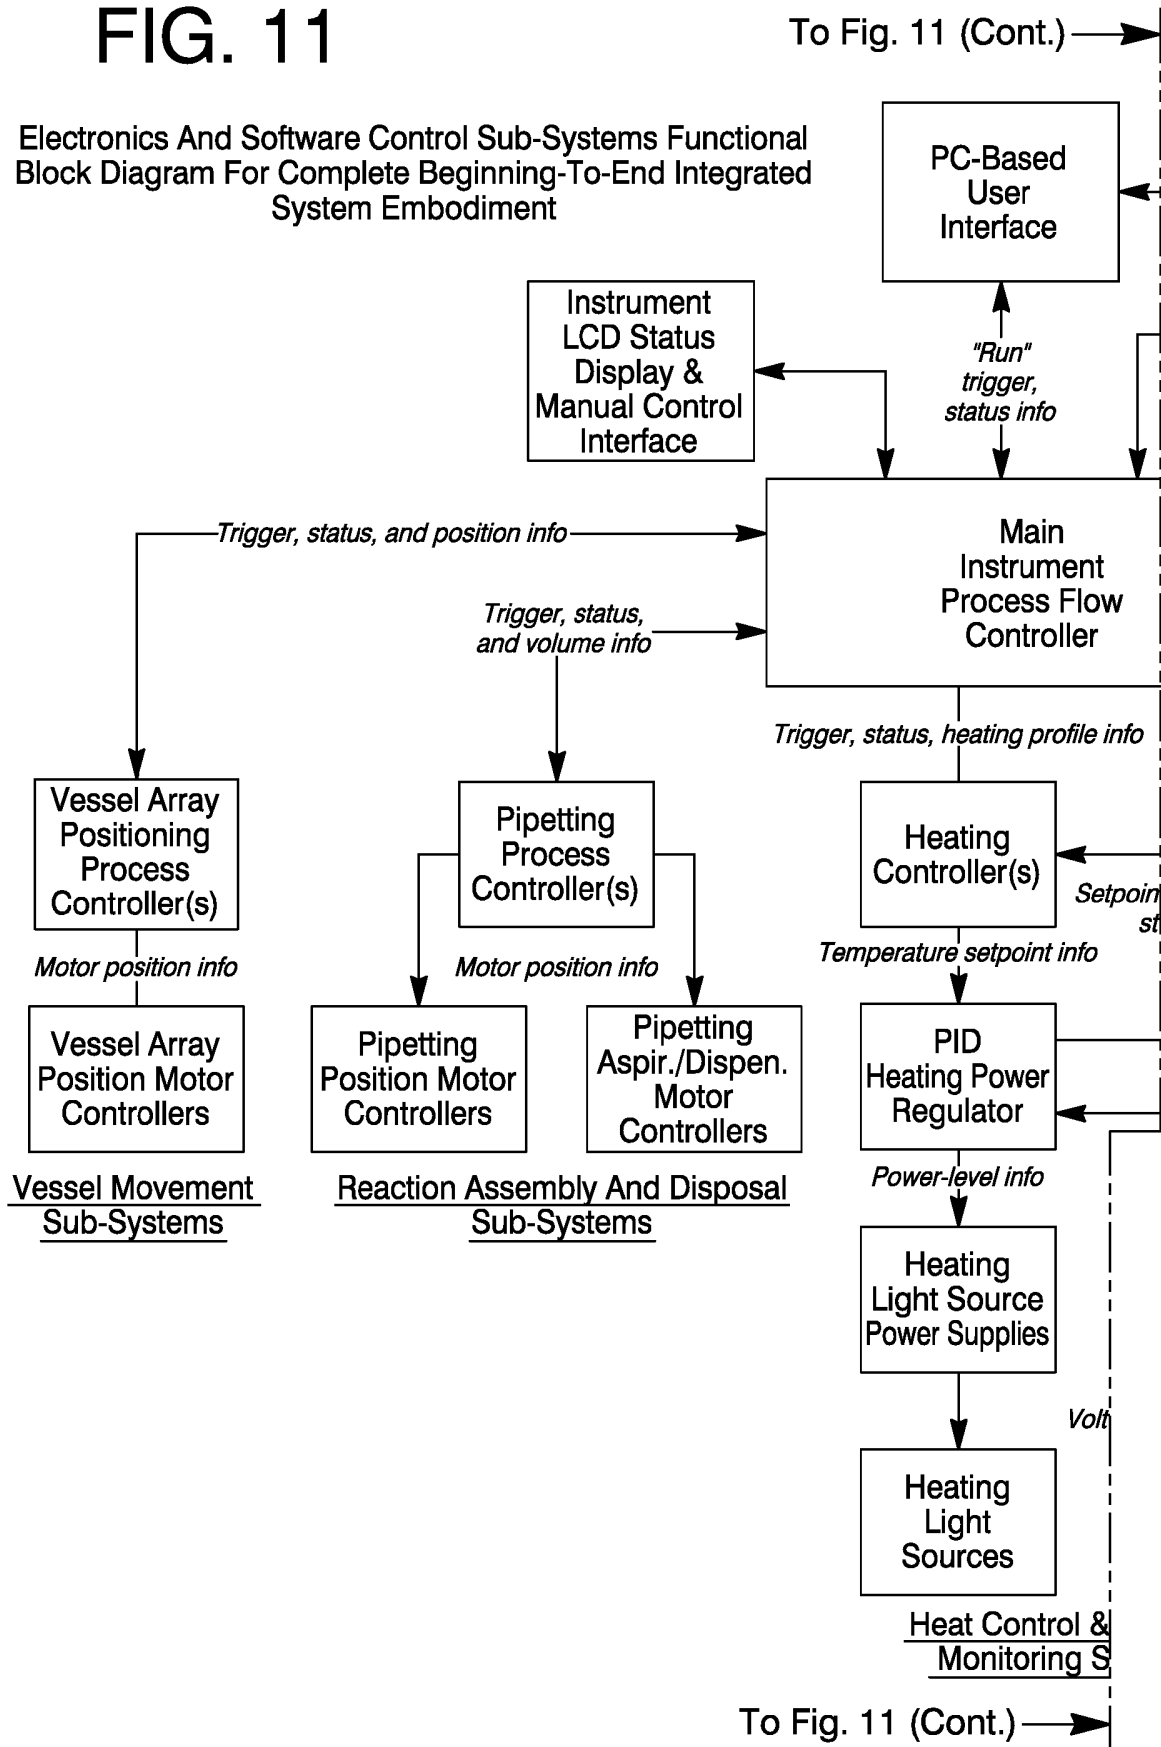 FIG. 11
To Fig. 11 (Cont.)
Electronics And Software Control Sub-Systems Functional
Block Diagram For Complete Beginning-To-End Integrated
System Embodiment
PC-Based
User
Interface
Instrument
LCD Status
Display &
Manual Control
Interface
"Run"
trigger,
status info
Trigger, status, and position info
Main
Instrument
Process Flow
Controller
Trigger, status,
and volume info
Trigger, status, heating profile info
Vessel Array
Positioning
Process
Controller(s)
Pipetting
Process
Controller(s)
Heating
Controller(s)
Setpoin
st
Motor position info
Motor position info
Temperature setpoint info
Vessel Array
Position Motor
Controllers
Pipetting
Position Motor
Controllers
Pipetting
Aspir./Dispen.
Motor
Controllers
PID
Heating Power
Regulator
Vessel Movement
Sub-Systems
Reaction Assembly And Disposal
Sub-Systems
Power-level info
Heating
Light Source
Power Supplies
Volt
Heating
Light
Sources
Heat Control &
Monitoring S
To Fig. 11 (Cont.)